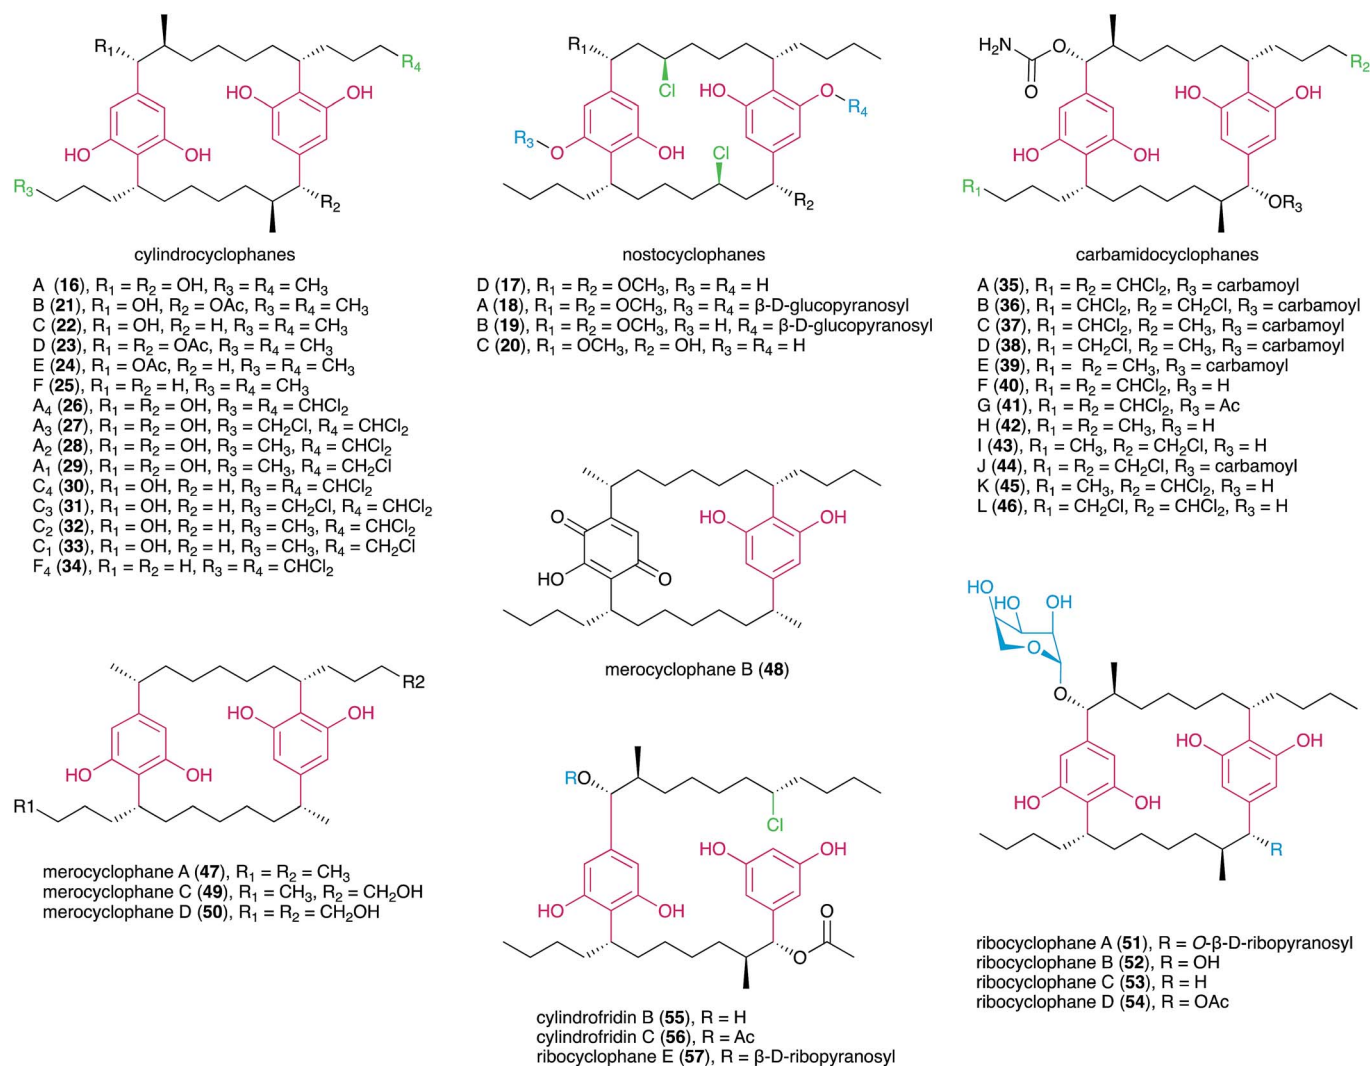 R₁
R₄
HO
OH
HO
OH
R₃
R₂
cylindrocyclophanes
A (16), R₁ = R₂ = OH, R₃ = R₄ = CH₃
B (21), R₁ = OH, R₂ = OAc, R₃ = R₄ = CH₃
C (22), R₁ = OH, R₂ = H, R₃ = R₄ = CH₃
D (23), R₁ = R₂ = OAc, R₃ = R₄ = CH₃
E (24), R₁ = OAc, R₂ = H, R₃ = R₄ = CH₃
F (25), R₁ = R₂ = H, R₃ = R₄ = CH₃
A₄ (26), R₁ = R₂ = OH, R₃ = R₄ = CHCl₂
A₃ (27), R₁ = R₂ = OH, R₃ = CH₂Cl, R₄ = CHCl₂
A₂ (28), R₁ = R₂ = OH, R₃ = CH₃, R₄ = CHCl₂
A₁ (29), R₁ = R₂ = OH, R₃ = CH₃, R₄ = CH₂Cl
C₄ (30), R₁ = OH, R₂ = H, R₃ = R₄ = CHCl₂
C₃ (31), R₁ = OH, R₂ = H, R₃ = CH₂Cl, R₄ = CHCl₂
C₂ (32), R₁ = OH, R₂ = H, R₃ = CH₃, R₄ = CHCl₂
C₁ (33), R₁ = OH, R₂ = H, R₃ = CH₃, R₄ = CH₂Cl
F₄ (34), R₁ = R₂ = H, R₃ = R₄ = CHCl₂
R₁
Cl
HO
O
R₄
R₃
O
OH
Cl
R₂
nostocyclophanes
D (17), R₁ = R₂ = OCH₃, R₃ = R₄ = H
A (18), R₁ = R₂ = OCH₃, R₃ = R₄ = β-D-glucopyranosyl
B (19), R₁ = R₂ = OCH₃, R₃ = H, R₄ = β-D-glucopyranosyl
C (20), R₁ = OCH₃, R₂ = OH, R₃ = R₄ = H
H₂N
O
O
R₂
HO
OH
HO
OH
R₁
OR₃
carbamidocyclophanes
A (35), R₁ = R₂ = CHCl₂, R₃ = carbamoyl
B (36), R₁ = CHCl₂, R₂ = CH₂Cl, R₃ = carbamoyl
C (37), R₁ = CHCl₂, R₂ = CH₃, R₃ = carbamoyl
D (38), R₁ = CH₂Cl, R₂ = CH₃, R₃ = carbamoyl
E (39), R₁ = R₂ = CH₃, R₃ = carbamoyl
F (40), R₁ = R₂ = CHCl₂, R₃ = H
G (41), R₁ = R₂ = CHCl₂, R₃ = Ac
H (42), R₁ = R₂ = CH₃, R₃ = H
I (43), R₁ = CH₃, R₂ = CH₂Cl, R₃ = H
J (44), R₁ = R₂ = CH₂Cl, R₃ = carbamoyl
K (45), R₁ = CH₃, R₂ = CHCl₂, R₃ = H
L (46), R₁ = CH₂Cl, R₂ = CHCl₂, R₃ = H
O
HO
OH
HO
O
merocyclophane B (48)
R2
HO
OH
HO
OH
R1
merocyclophane A (47), R₁ = R₂ = CH₃
merocyclophane C (49), R₁ = CH₃, R₂ = CH₂OH
merocyclophane D (50), R₁ = R₂ = CH₂OH
RO
Cl
HO
OH
HO
OH
O
O
cylindrofridin B (55), R = H
cylindrofridin C (56), R = Ac
ribocyclophane E (57), R = β-D-ribopyranosyl
HO
HO
OH
O
O
HO
OH
HO
OH
R
ribocyclophane A (51), R = O-β-D-ribopyranosyl
ribocyclophane B (52), R = OH
ribocyclophane C (53), R = H
ribocyclophane D (54), R = OAc